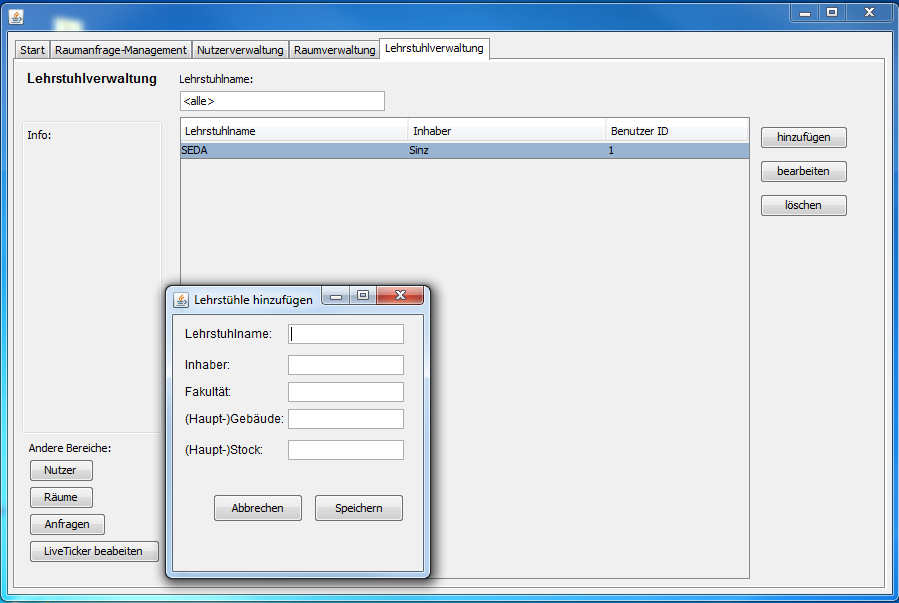 Start Raumanfrage-Management Nutzerverwaltung Raumverwaltung Lehrstuhlverwaltung
Lehrstuhlverwaltung
Lehrstuhlname:
<alle>
Info:
Lehrstuhlname Inhaber Benutzer ID
SEDA Sinz 1
hinzufügen
bearbeiten
löschen
Lehrstühle hinzufügen
Lehrstuhlname:
Inhaber:
Fakultät:
(Haupt-)Gebäude:
(Haupt-)Stock:
Abbrechen Speichern
Andere Bereiche:
Nutzer
Räume
Anfragen
LiveTicker beabeiten